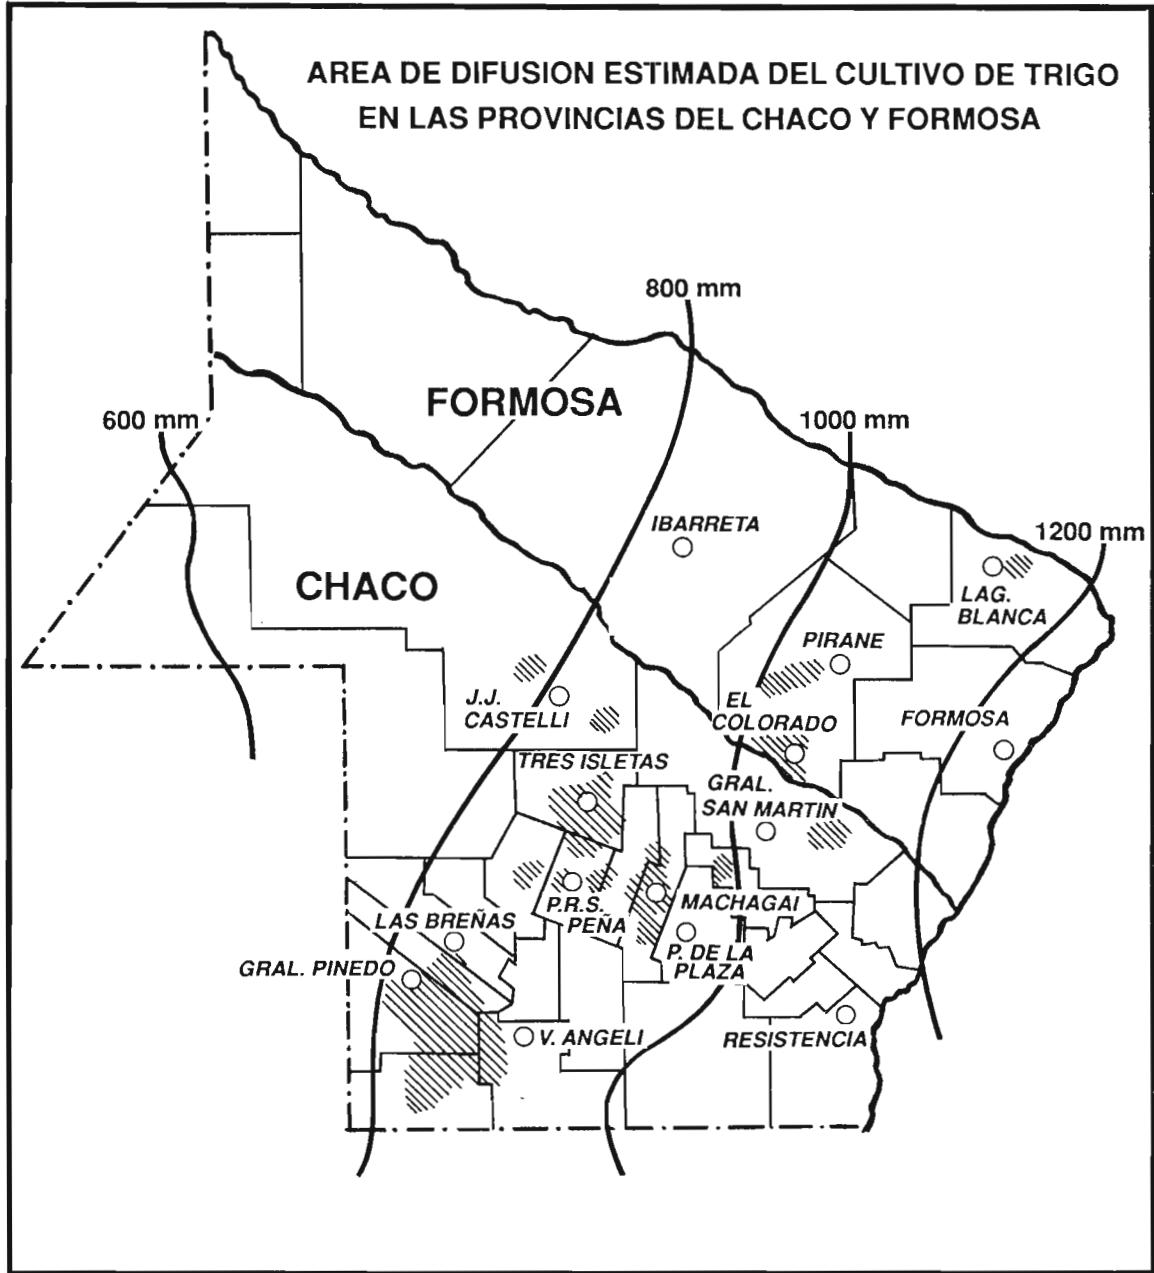 AREA DE DIFUSION ESTIMADA DEL CULTIVO DE TRIGO
EN LAS PROVINCIAS DEL CHACO Y FORMOSA
800 mm
FORMOSA
600 mm
1000 mm
IBARRETA
1200 mm
CHACO
LAG.
BLANCA
PIRANE
J.J.
CASTELLI
EL
COLORADO
FORMOSA
TRES ISLETAS
GRAL.
SAN MARTIN
P.R.S.
PEÑA
MACHAGAI
LAS BREÑAS
P. DE LA
PLAZA
GRAL. PINEDO
V. ANGELI
RESISTENCIA